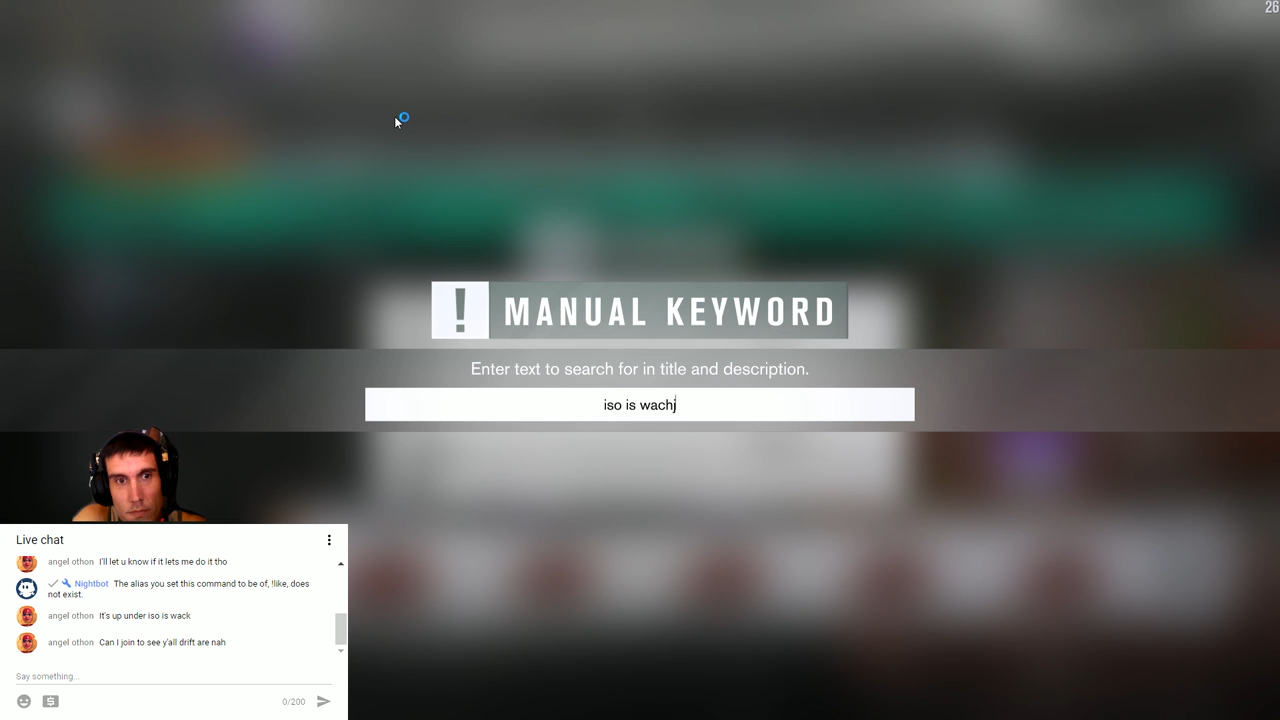 26
! MANUAL KEYWORD
Enter text to search for in title and description.
iso is wachj
Live chat
angel othon I'll let u know if it lets me do it tho
Nightbot The alias you set this command to be of, !like, does
not exist.
angel othon It's up under iso is wack
angel othon Can I join to see y'all drift are nah
Say something...
0/200